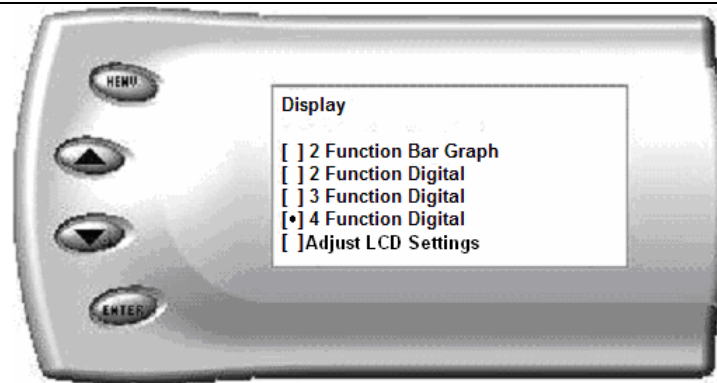 MENU
Display
[ ] 2 Function Bar Graph
[ ] 2 Function Digital
[ ] 3 Function Digital
[•] 4 Function Digital
[ ]Adjust LCD Settings
ENTER